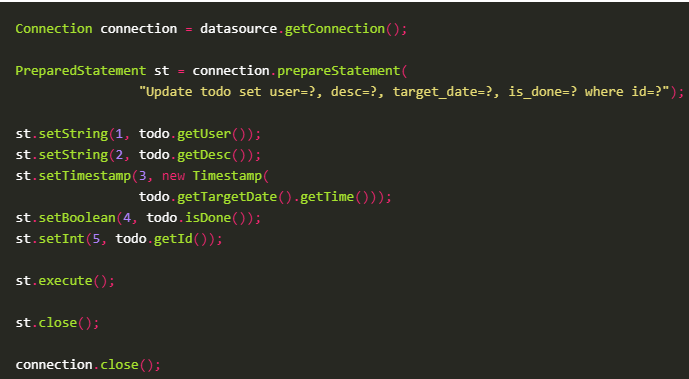 Connection connection = datasource.getConnection();
PreparedStatement st = connection.prepareStatement(
"Update todo set user=?, desc=?, target_date=?, is_done=? where id=?");
st.setString(1, todo.getUser());
st.setString(2, todo.getDesc());
st.setTimestamp(3, new Timestamp(
todo.getTargetDate().getTime()));
st.setBoolean(4, todo.isDone());
st.setInt(5, todo.getId());
st.execute();
st.close();
connection.close();